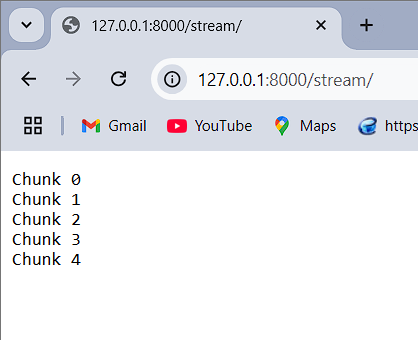 127.0.0.1:8000/stream/
127.0.0.1:8000/stream/
Gmail YouTube Maps https
Chunk 0
Chunk 1
Chunk 2
Chunk 3
Chunk 4